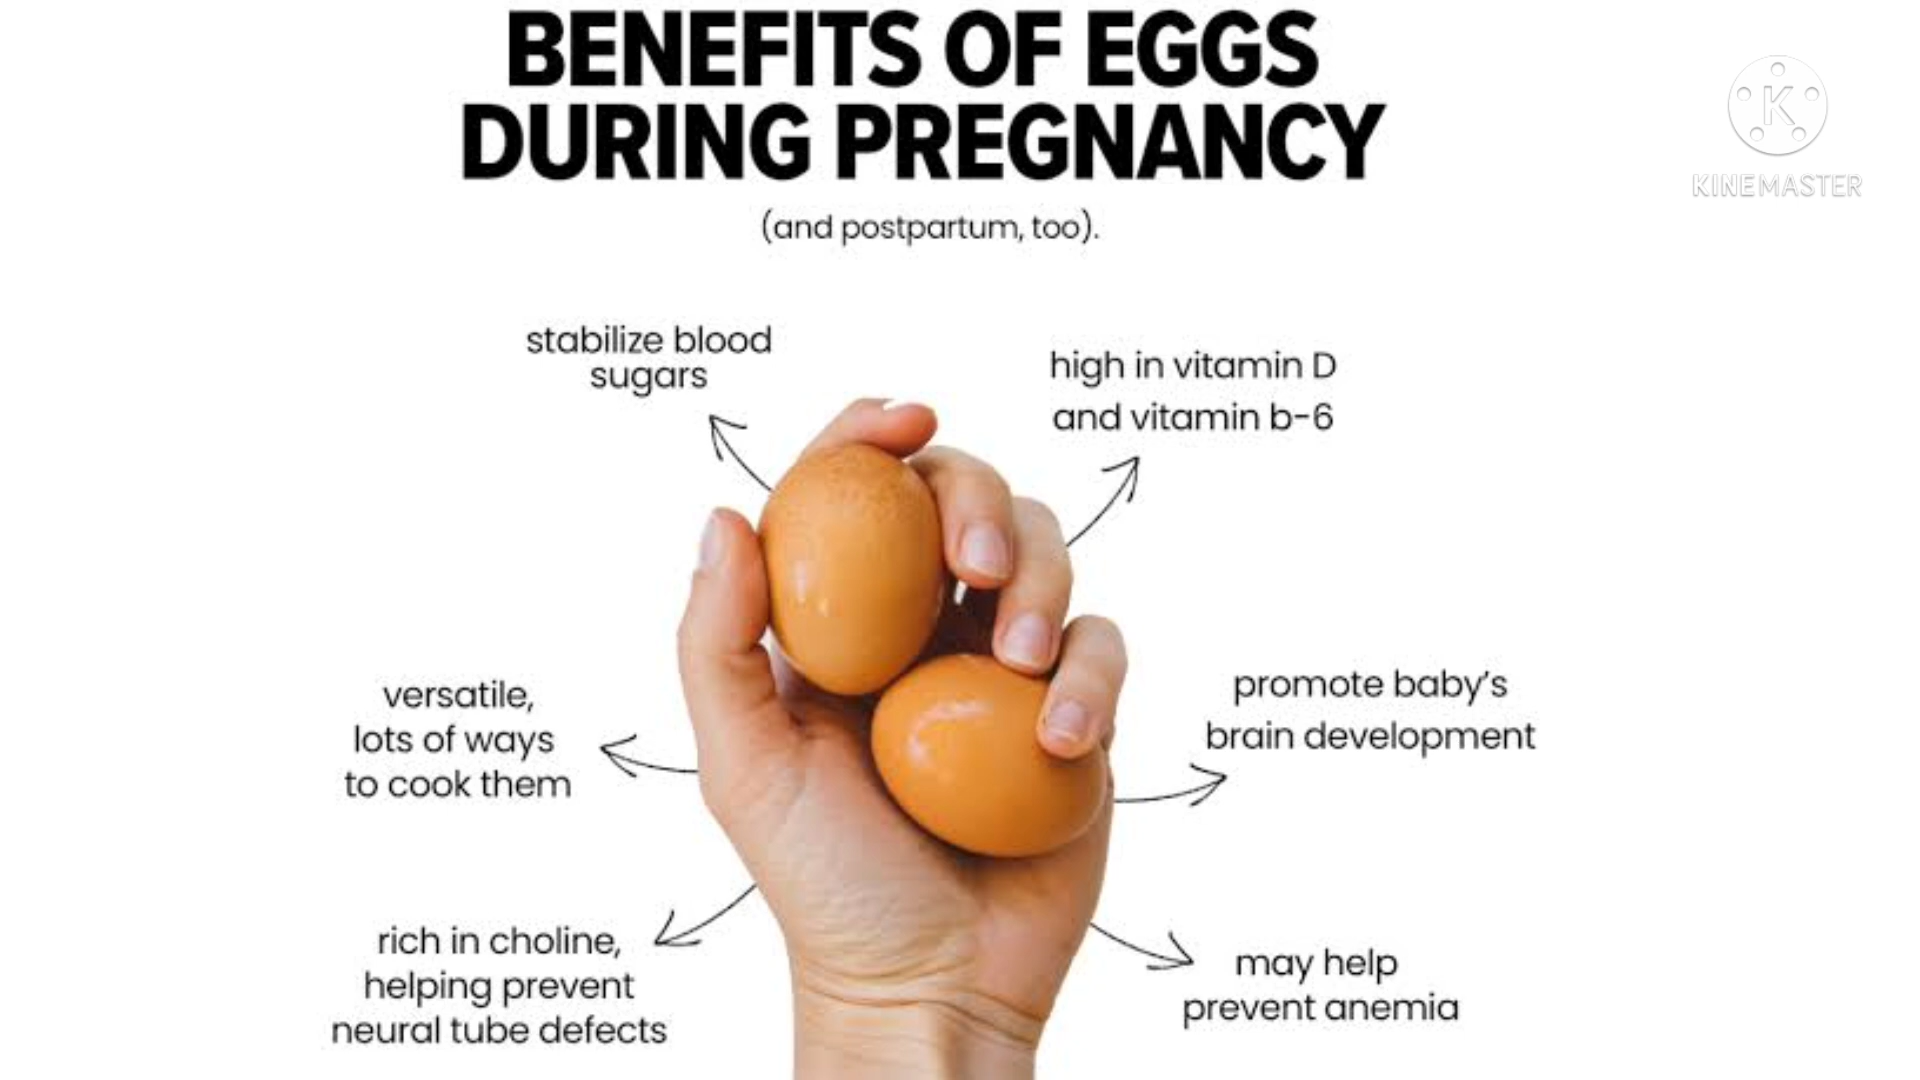 BENEFITS OF EGGS
DURING PREGNANCY
(and postpartum, too).
K
KINEMASTER
stabilize blood
sugars
high in vitamin D
and vitamin b-6
versatile,
lots of ways
to cook them
promote baby's
brain development
rich in choline,
helping prevent
neural tube defects
may help
prevent anemia